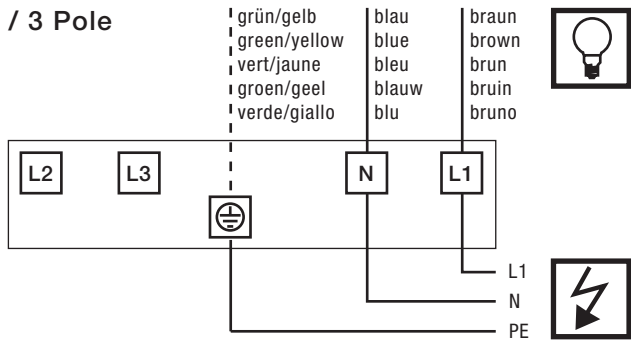 / 3 Pole
grün/gelb
green/yellow
vert/jaune
groen/geel
verde/giallo
blau
blue
bleu
blauw
blu
braun
brown
brun
bruin
bruno
L2
L3
N
L1
L1
N
PE